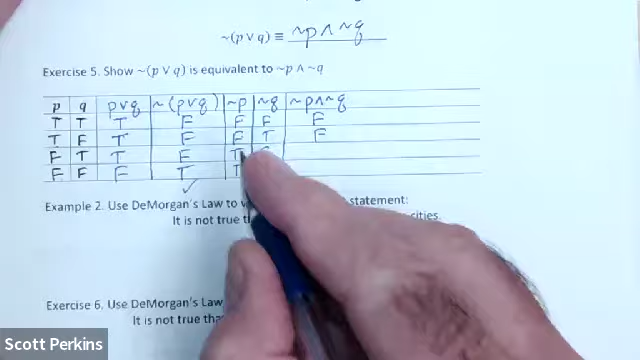 ~(p ∨ q) ≡ ~p ∧ ~q
Exercise 5. Show ~(p ∨ q) is equivalent to ~p ∧ ~q
p q p∨q ~(p∨q) ~p ~q ~p∧~q
T T T F F F F
T F T F F T F
F T T F T
F F F T T
✓
Example 2. Use DeMorgan's Law to statement:
It is not true cities.
Exercise 6. Use DeMorgan's Law
It is not true
Scott Perkins